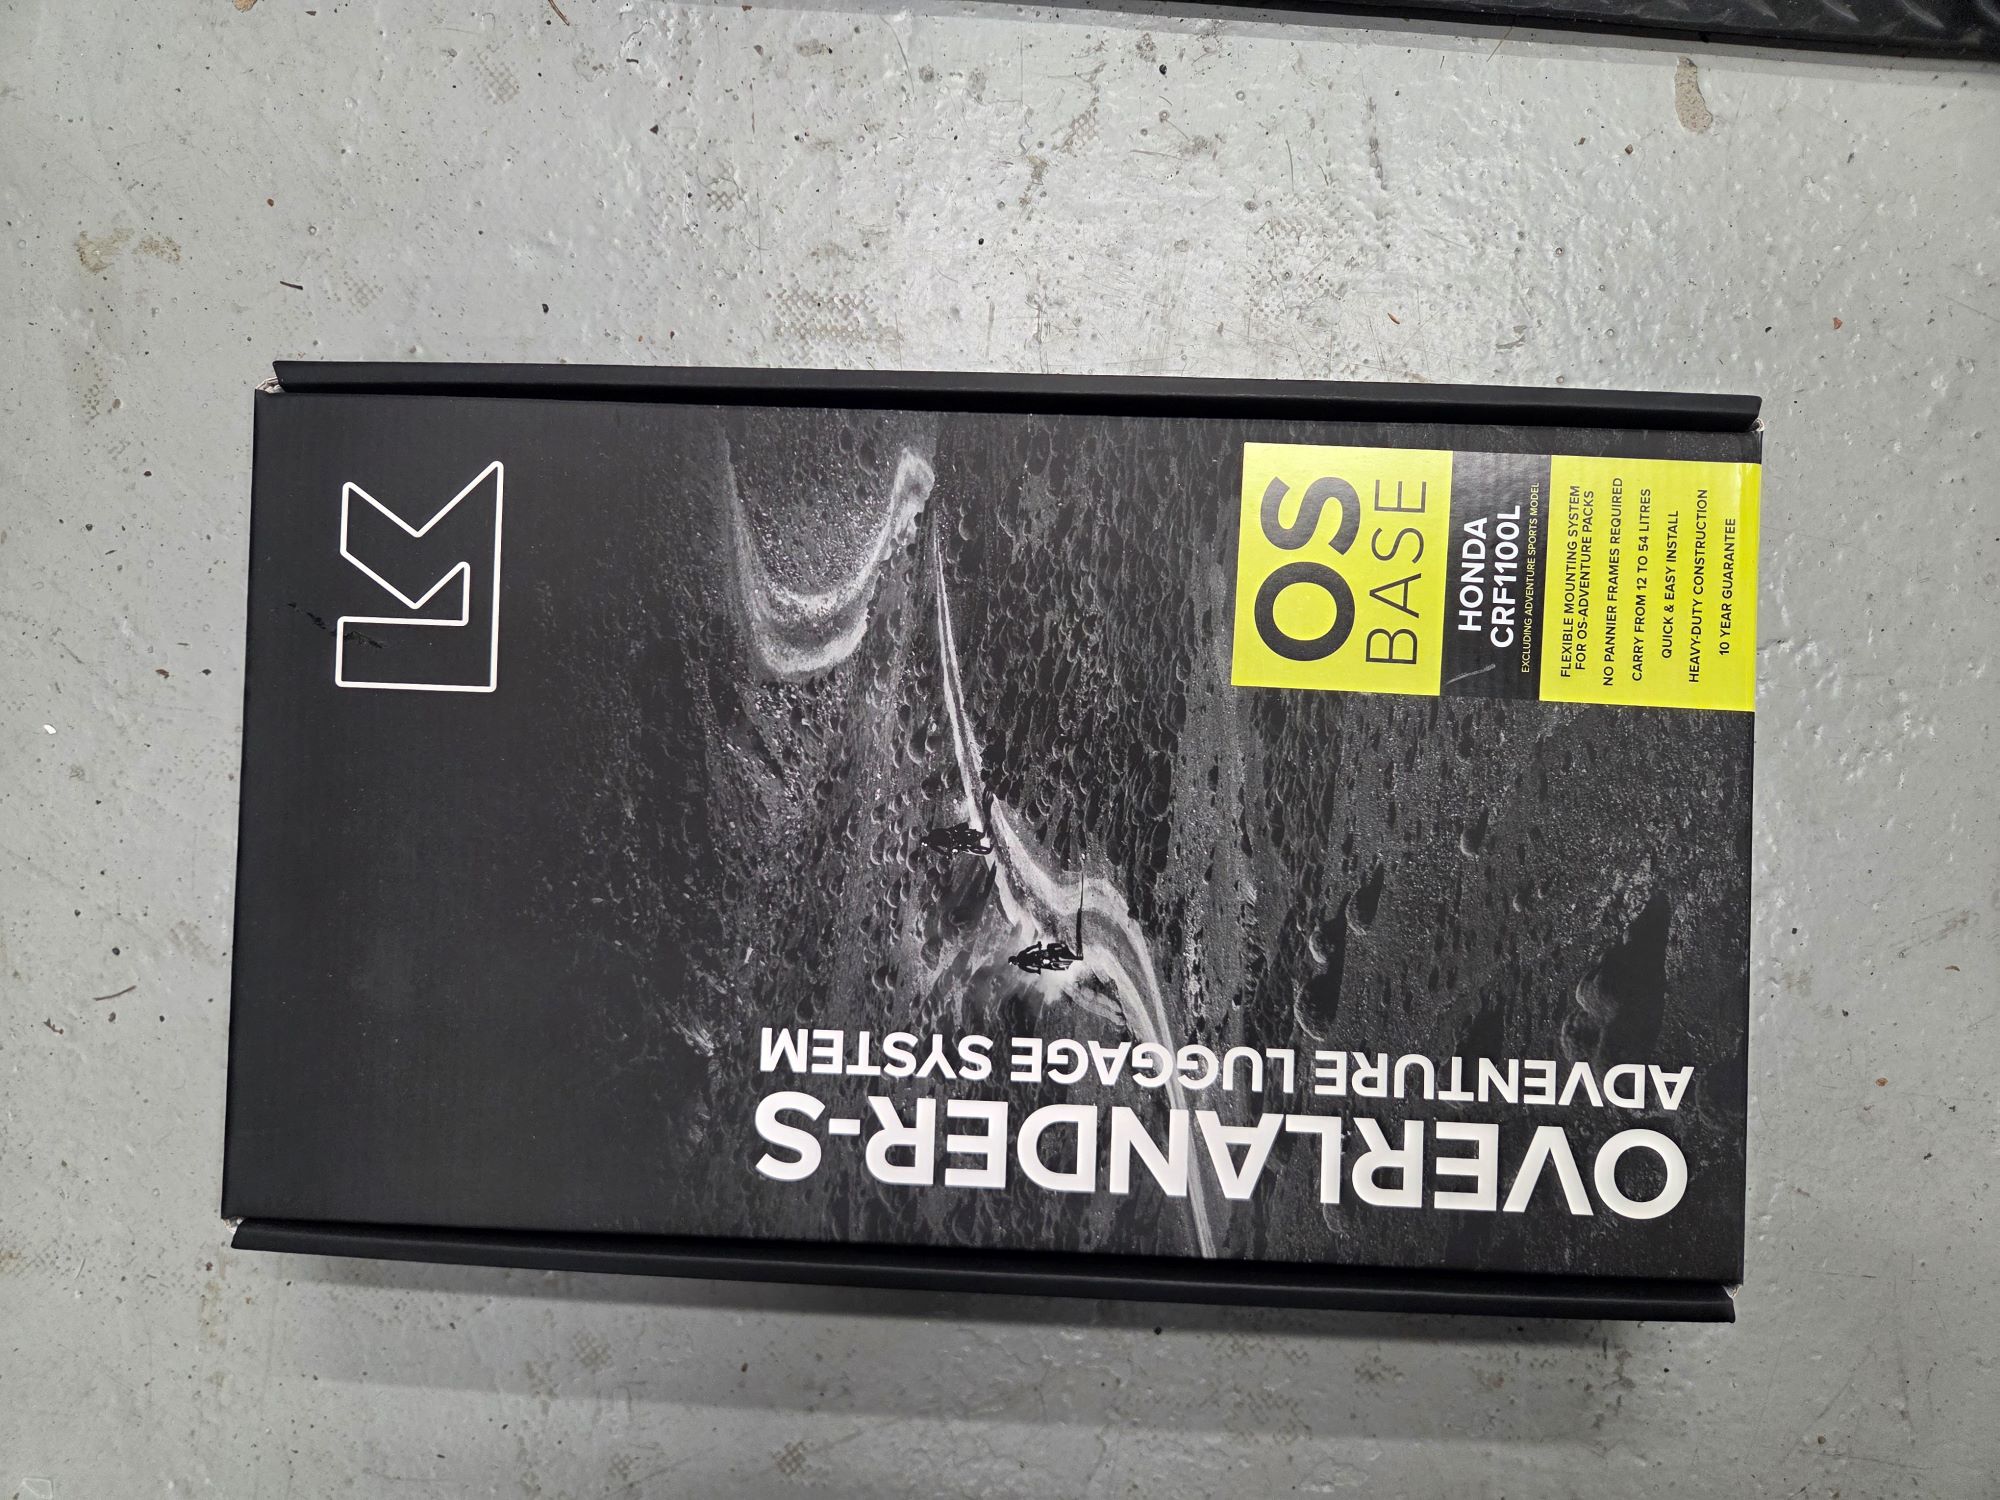 OVERLANDER-S
ADVENTURE LUGGAGE SYSTEM
OS
BASE
HONDA
CRF1100L
EXCLUDING ADVENTURE SPORTS MODEL
FLEXIBLE MOUNTING SYSTEM
FOR OS-ADVENTURE PACKS
NO PANNIER FRAMES REQUIRED
CARRY FROM 12 TO 54 LITRES
QUICK & EASY INSTALL
HEAVY-DUTY CONSTRUCTION
10 YEAR GUARANTEE